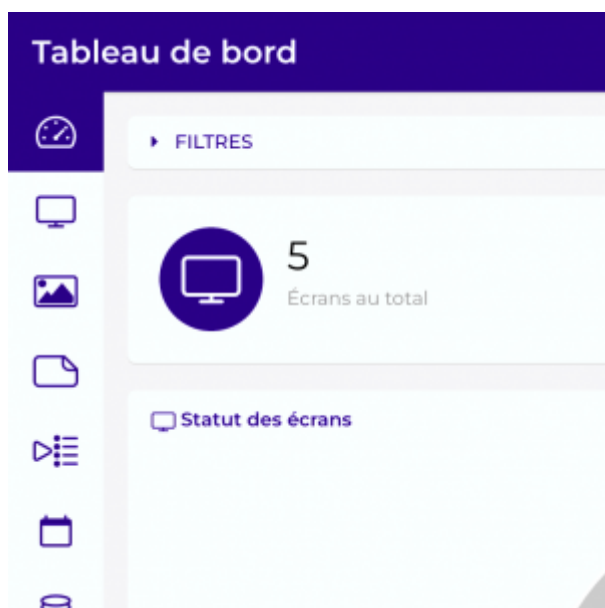 Tableau de bord
FILTRES
5
Écrans au total
Statut des écrans